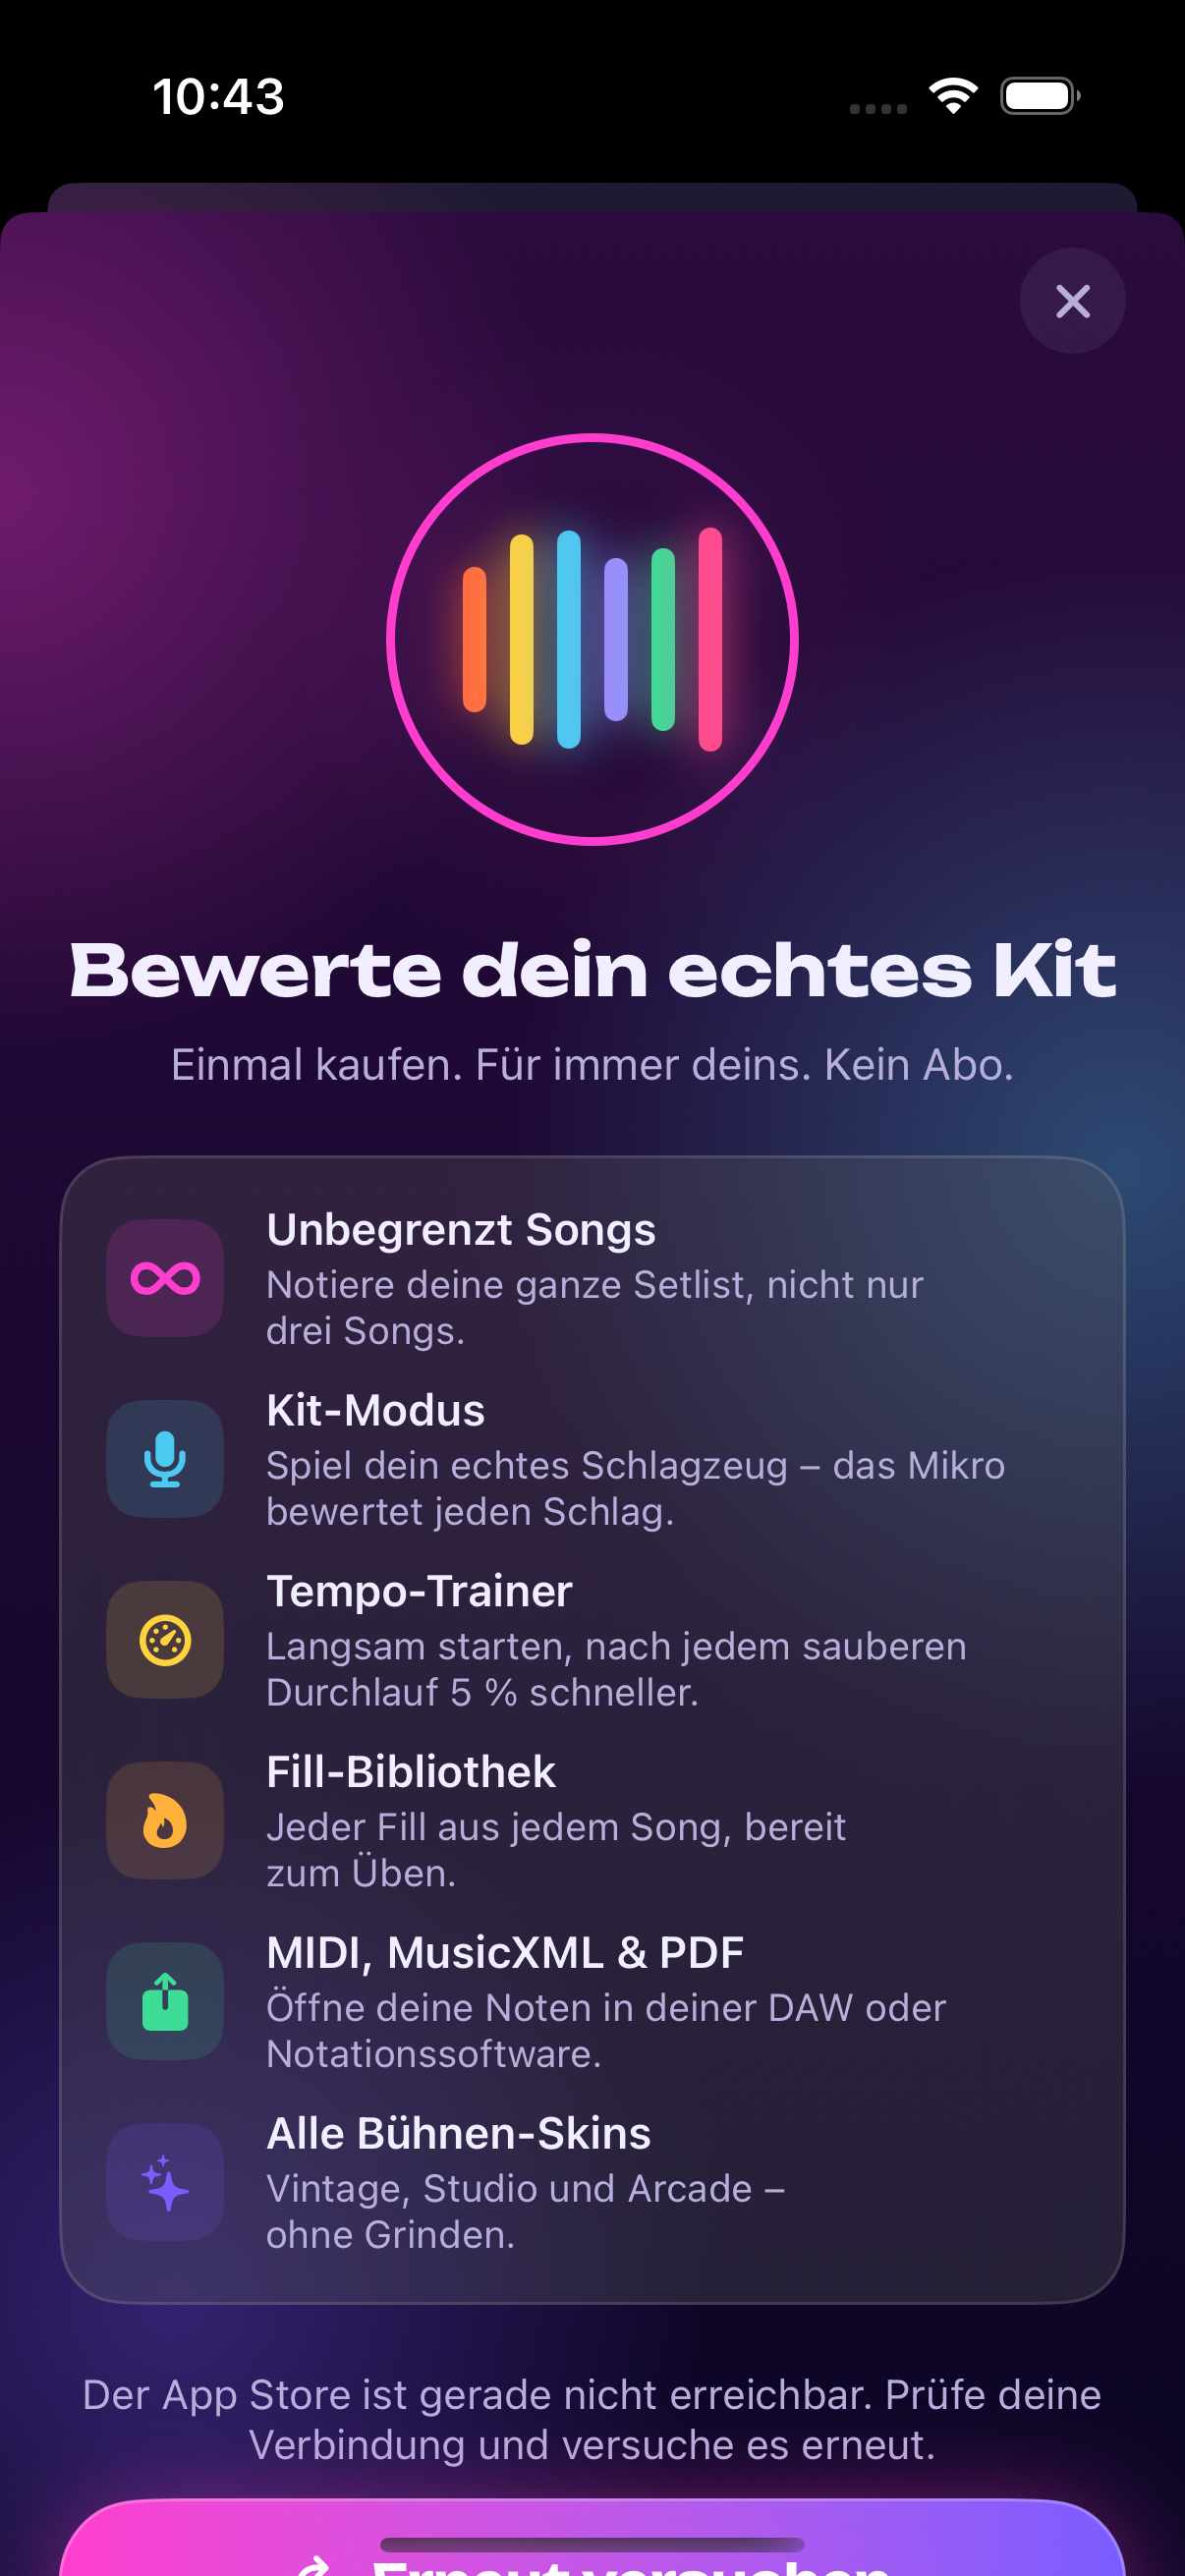 10:43
Bewerte dein echtes Kit
Einmal kaufen. Für immer deins. Kein Abo.
Unbegrenzt Songs
Notiere deine ganze Setlist, nicht nur
drei Songs.
Kit-Modus
Spiel dein echtes Schlagzeug – das Mikro
bewertet jeden Schlag.
Tempo-Trainer
Langsam starten, nach jedem sauberen
Durchlauf 5 % schneller.
Fill-Bibliothek
Jeder Fill aus jedem Song, bereit
zum Üben.
MIDI, MusicXML & PDF
Öffne deine Noten in deiner DAW oder
Notationssoftware.
Alle Bühnen-Skins
Vintage, Studio und Arcade –
ohne Grinden.
Der App Store ist gerade nicht erreichbar. Prüfe deine
Verbindung und versuche es erneut.
Erneut versuchen